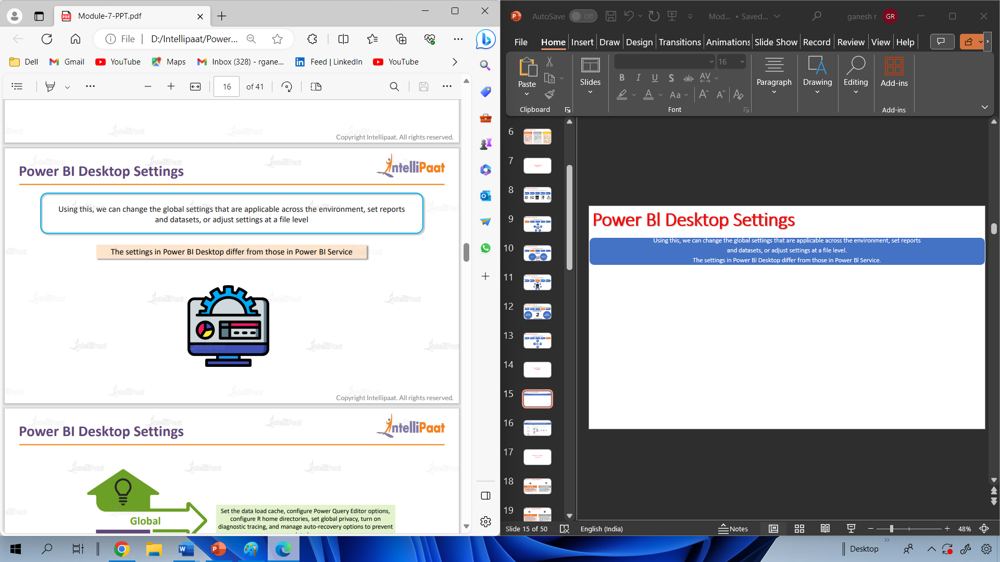 Module-7-PPT.pdf
File
D:/Intellipaat/Power...
Dell
Gmail
YouTube
Maps
Inbox (328) - rgane...
Feed | LinkedIn
YouTube
16
of 41
Copyright Intellipaat. All rights reserved.
Power BI Desktop Settings
IntelliPaat
Using this, we can change the global settings that are applicable across the environment, set reports
and datasets, or adjust settings at a file level
The settings in Power BI Desktop differ from those in Power BI Service
Copyright Intellipaat. All rights reserved.
Power BI Desktop Settings
IntelliPaat
Global
Set the data load cache, configure Power Query Editor options,
configure R home directories, set global privacy, turn on
diagnostic tracing, and manage auto-recovery options to prevent
AutoSave
Off
Mod... • Saved...
ganesh r
GR
File
Home
Insert
Draw
Design
Transitions
Animations
Slide Show
Record
Review
View
Help
Paste
Clipboard
Slides
16
B
I
U
S
ab
AV
A
Aa
A
A
A
Font
Paragraph
Drawing
Editing
Add-ins
Add-ins
6
7
8
9
10
11
12
13
14
15
16
17
18
19
Power Bl Desktop Settings
Using this, we can change the global settings that are applicable across the environment, set reports
and datasets, or adjust settings at a file level.
The settings in Power Bl Desktop differ from those in Power Bl Service.
Slide 15 of 50
English (India)
Notes
48%
Desktop